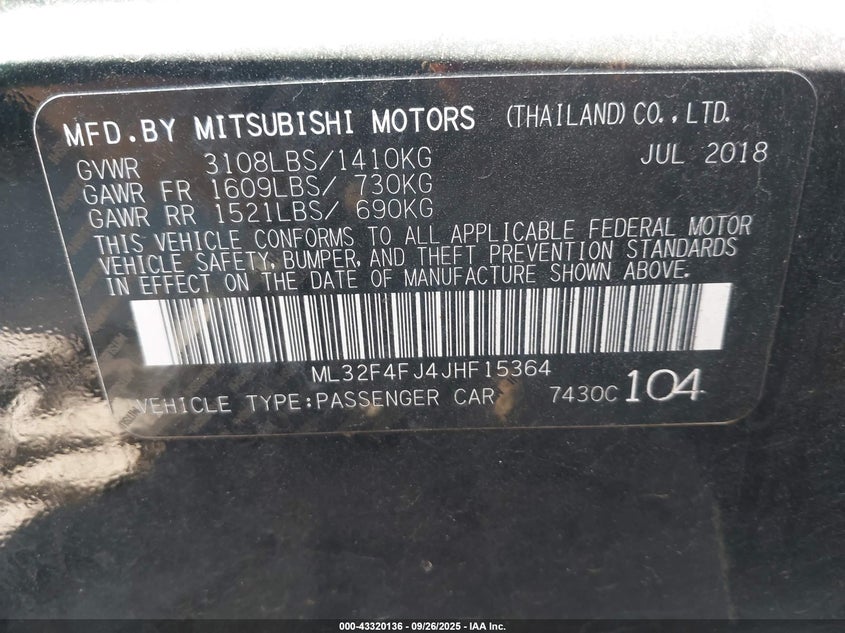 MFD.BY MITSUBISHI MOTORS (THAILAND)CO.,LTD.
GVWR 3108LBS/1410KG JUL 2018
GAWR FR 1609LBS/ 730KG
GAWR RR 1521LBS/ 690KG
THIS VEHICLE CONFORMS TO ALL APPLICABLE FEDERAL MOTOR
VEHICLE SAFETY, BUMPER, AND THEFT PREVENTION STANDARDS
IN EFFECT ON THE DATE OF MANUFACTURE SHOWN ABOVE.
ML32F4FJ4JHF15364
VEHICLE TYPE:PASSENGER CAR 7430C 104
000-43320136 - 09/26/2025 - IAA Inc.